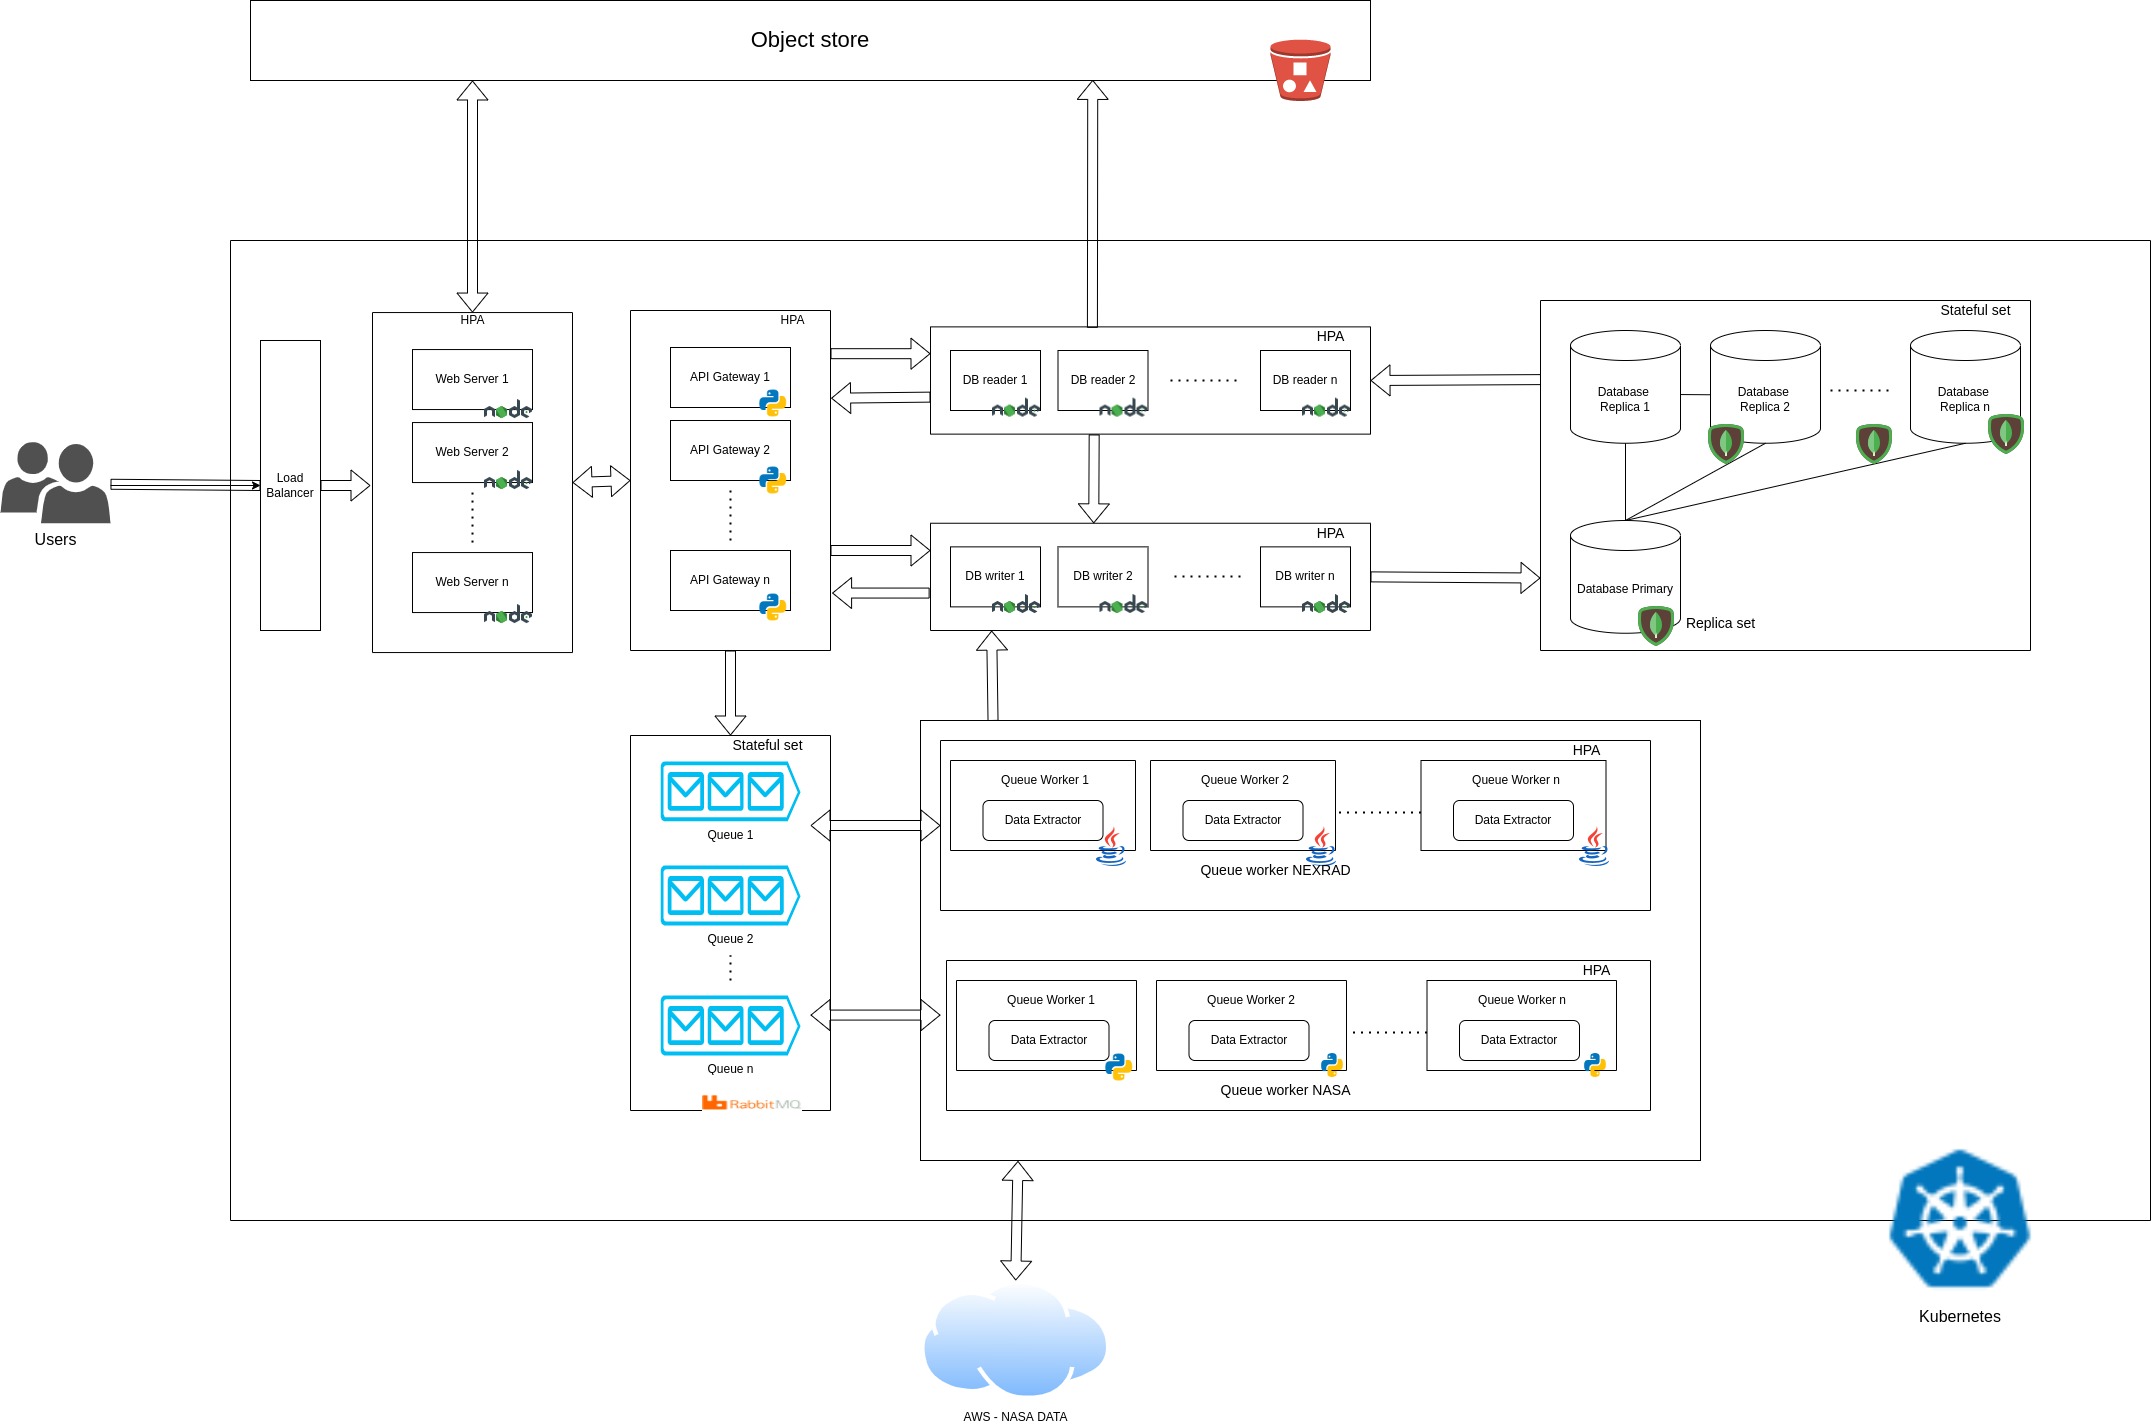 Object store
HPA
Web Server 1
node
Web Server 2
node
Web Server n
node
Load
Balancer
Users
HPA
API Gateway 1
API Gateway 2
API Gateway n
HPA
DB reader 1
node
DB reader 2
node
DB reader n
node
HPA
DB writer 1
node
DB writer 2
node
DB writer n
node
Stateful set
Database
Replica 1
Database
Replica 2
Database
Replica n
Database Primary
Replica set
Stateful set
Queue 1
Queue 2
Queue n
RabbitMQ
HPA
Queue Worker 1
Data Extractor
Queue Worker 2
Data Extractor
Queue Worker n
Data Extractor
Queue worker NEXRAD
HPA
Queue Worker 1
Data Extractor
Queue Worker 2
Data Extractor
Queue Worker n
Data Extractor
Queue worker NASA
Kubernetes
AWS - NASA DATA